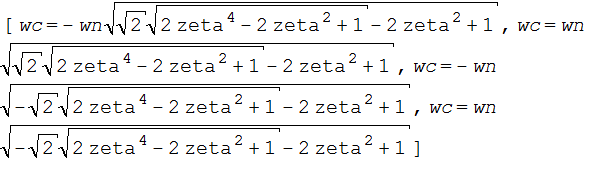 [ wc = - wn√(√2 √(2 zeta^4 - 2 zeta^2 + 1) - 2 zeta^2 + 1) , wc = wn
√(√2 √(2 zeta^4 - 2 zeta^2 + 1) - 2 zeta^2 + 1) , wc = - wn
√(-√2 √(2 zeta^4 - 2 zeta^2 + 1) - 2 zeta^2 + 1) , wc = wn
√(-√2 √(2 zeta^4 - 2 zeta^2 + 1) - 2 zeta^2 + 1) ]